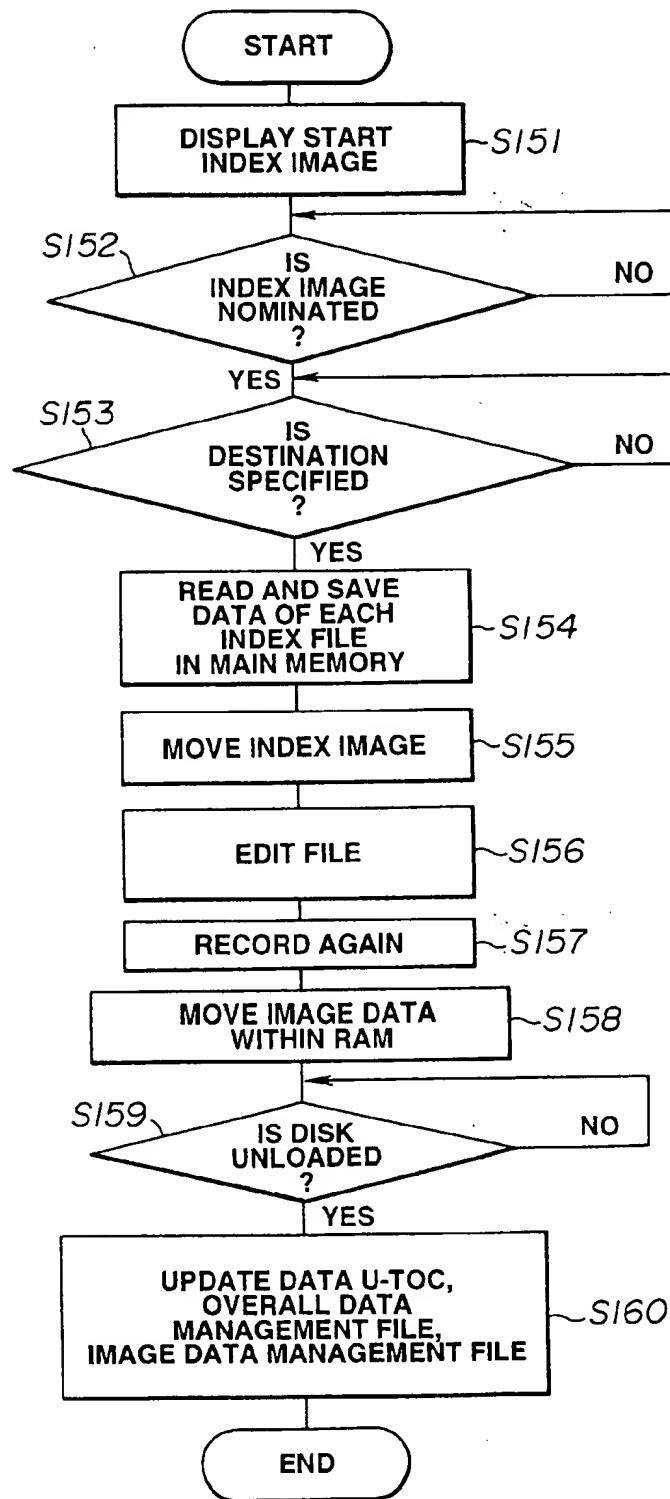 START
DISPLAY START
INDEX IMAGE
S151
S152
IS
INDEX IMAGE
NOMINATED
?
NO
YES
S153
IS
DESTINATION
SPECIFIED
?
NO
YES
READ AND SAVE
DATA OF EACH
INDEX FILE
IN MAIN MEMORY
S154
MOVE INDEX IMAGE
S155
EDIT FILE
S156
RECORD AGAIN
S157
MOVE IMAGE DATA
WITHIN RAM
S158
S159
IS DISK
UNLOADED
?
NO
YES
UPDATE DATA U-TOC,
OVERALL DATA
MANAGEMENT FILE,
IMAGE DATA MANAGEMENT FILE
S160
END